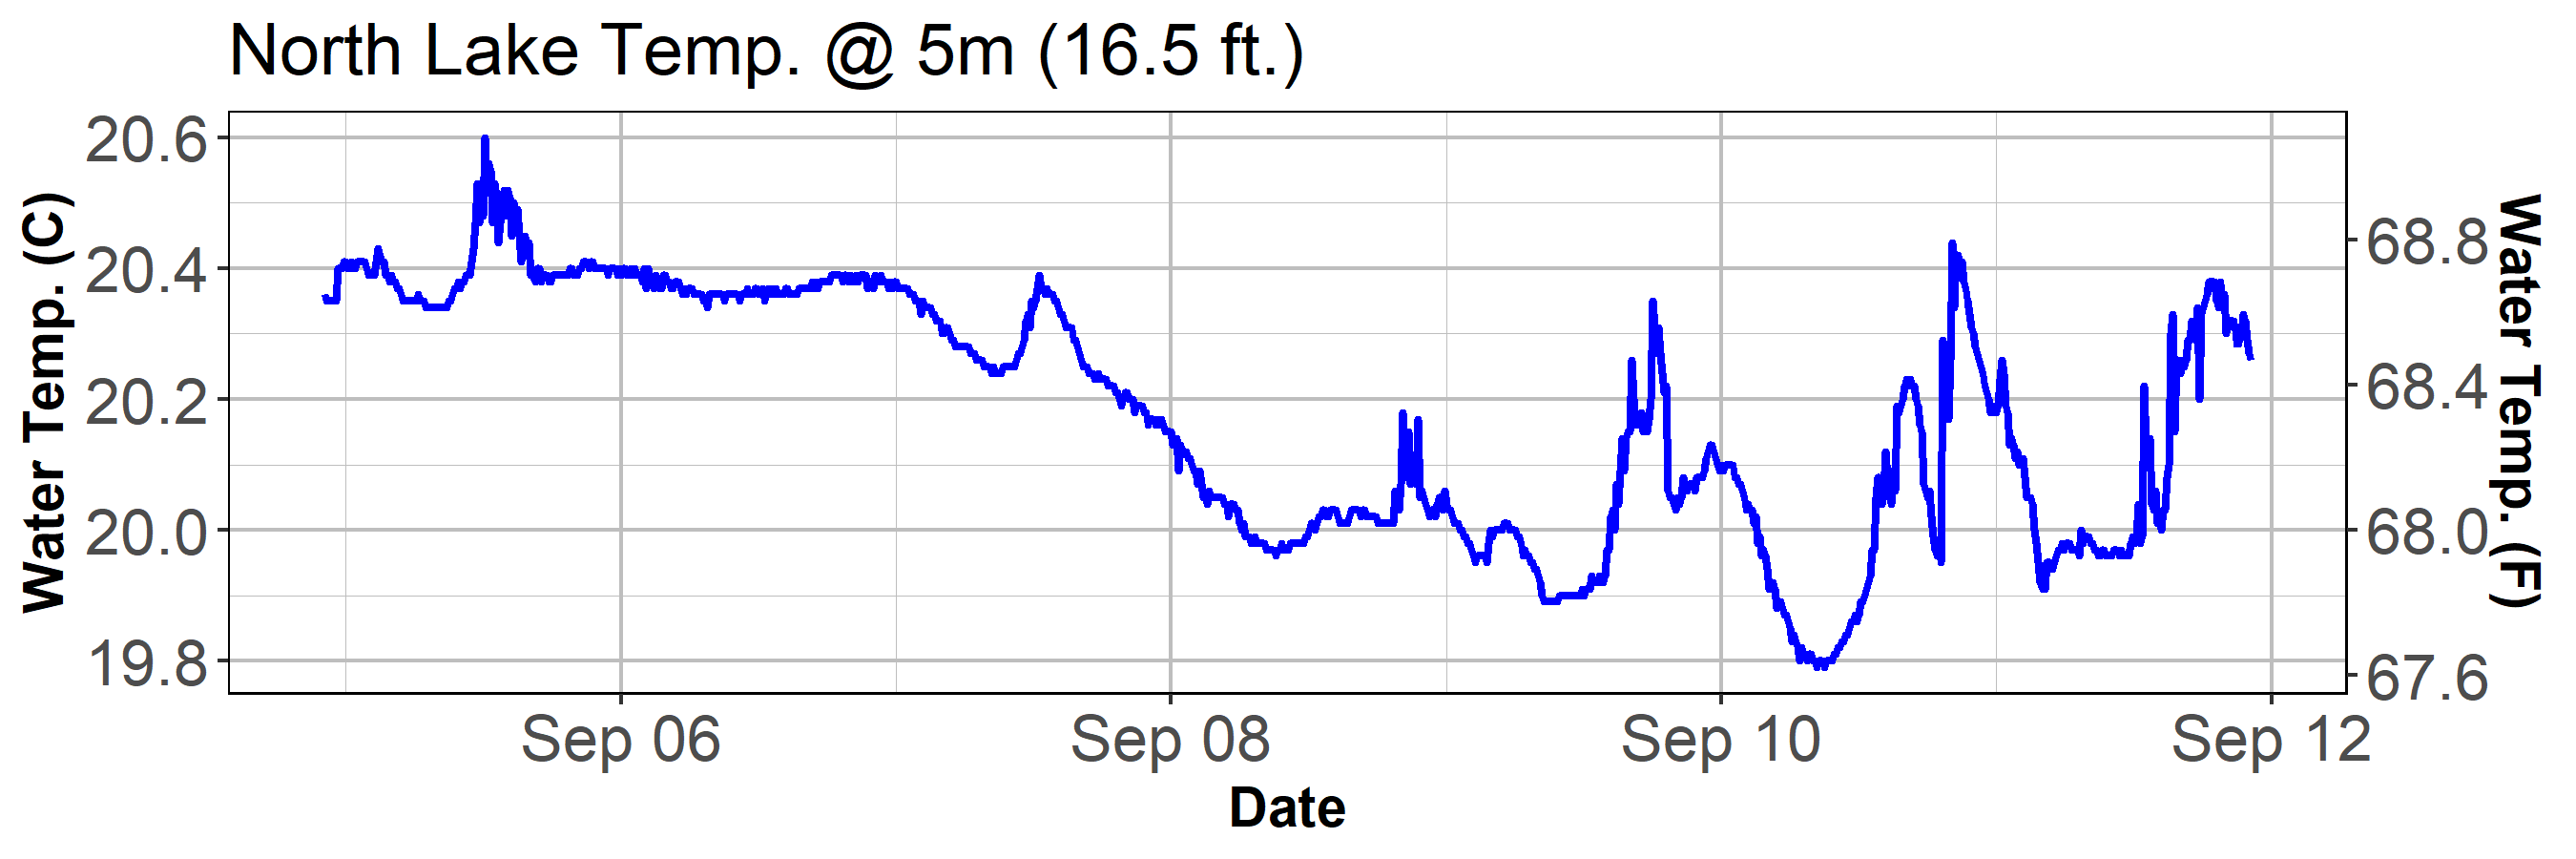 North Lake Temp. @ 5m (16.5 ft.)
Water Temp. (C)
20.6
20.4
20.2
20.0
19.8
68.8
68.4
68.0
67.6
Water Temp. (F)
Sep 06
Sep 08
Sep 10
Sep 12
Date